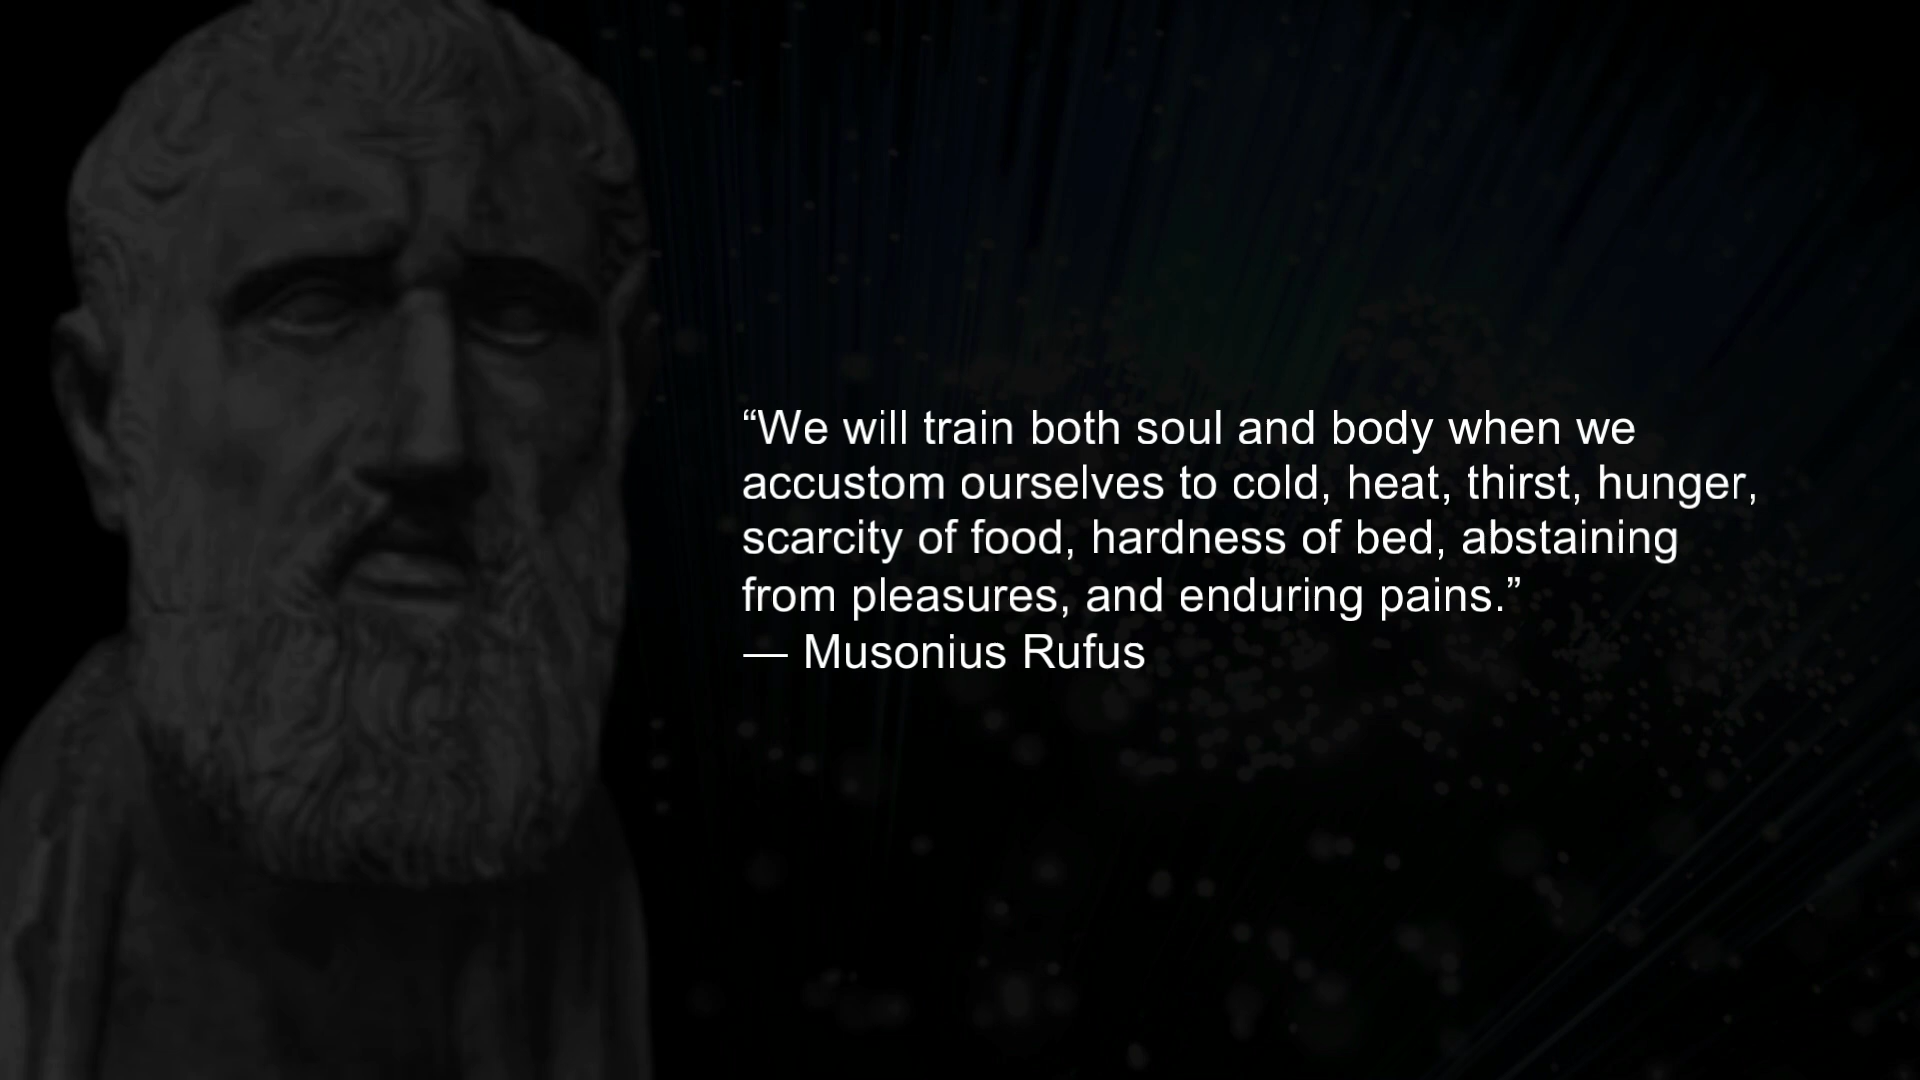 “We will train both soul and body when we
accustom ourselves to cold, heat, thirst, hunger,
scarcity of food, hardness of bed, abstaining
from pleasures, and enduring pains.”
— Musonius Rufus